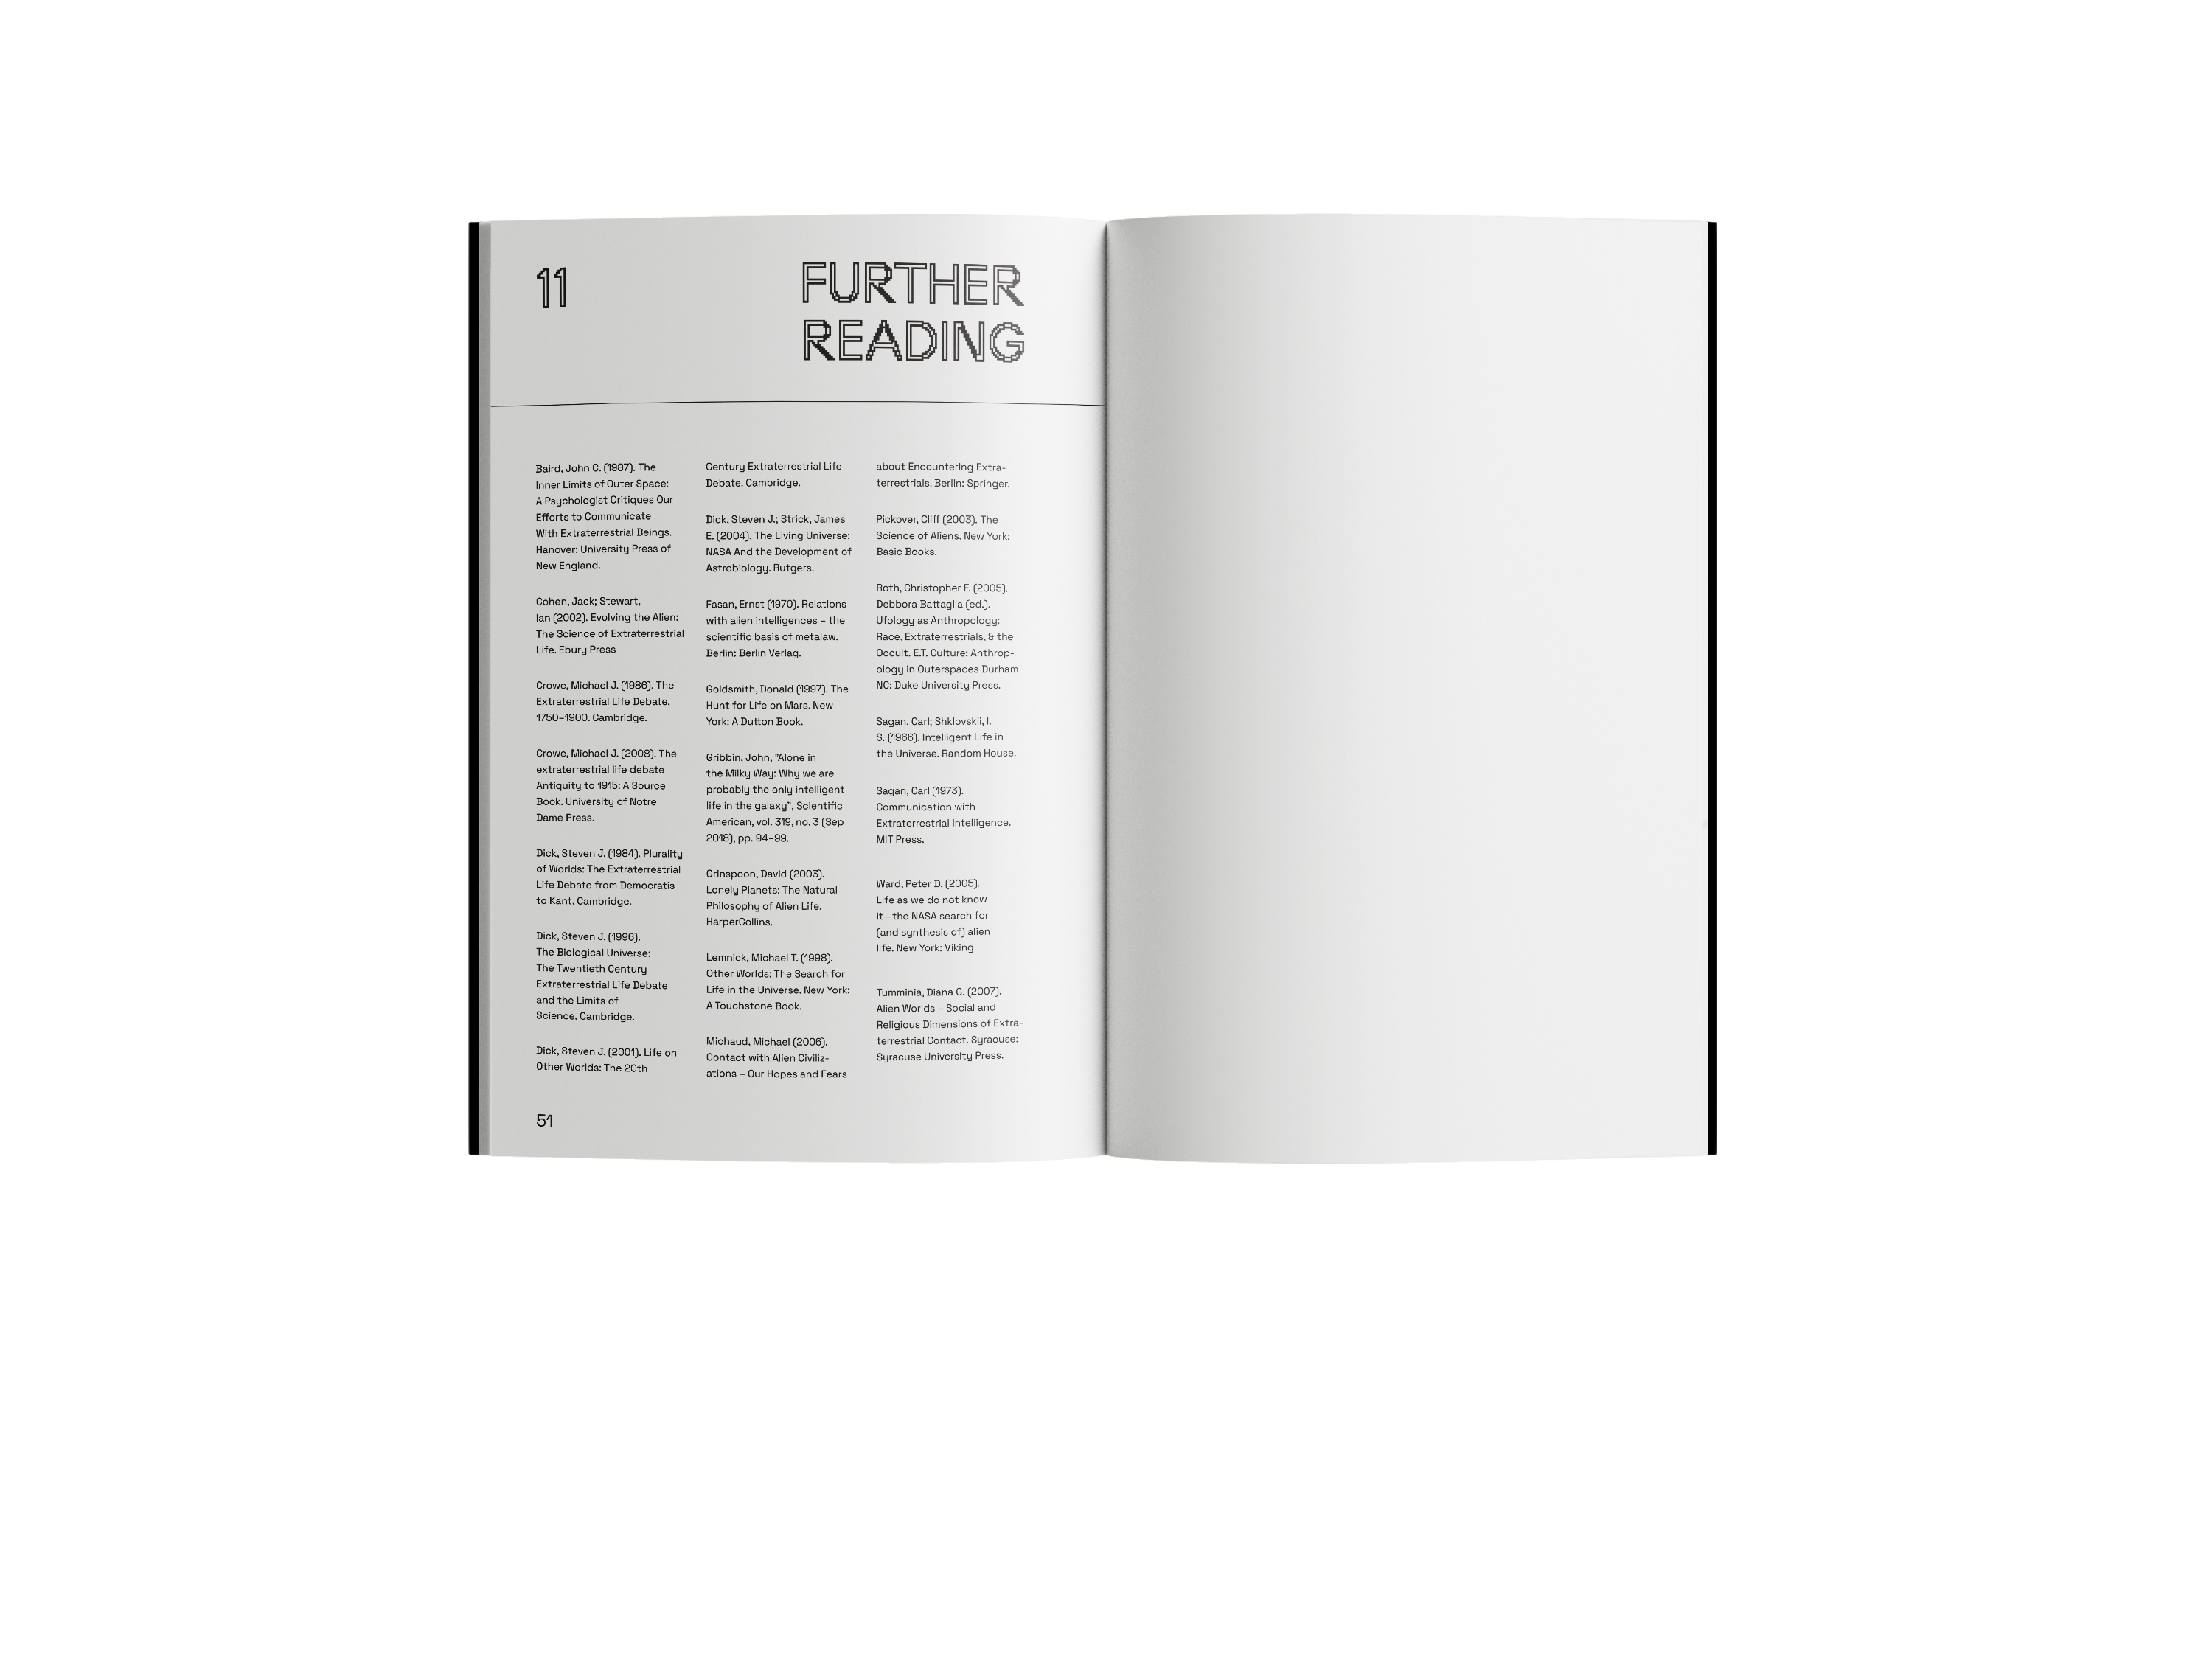 11
FURTHER
READING
Baird, John C. (1987). The
Inner Limits of Outer Space:
A Psychologist Critiques Our
Efforts to Communicate
With Extraterrestrial Beings.
Hanover: University Press of
New England.
Cohen, Jack; Stewart,
Ian (2002). Evolving the Alien:
The Science of Extraterrestrial
Life. Ebury Press
Crowe, Michael J. (1986). The
Extraterrestrial Life Debate,
1750–1900. Cambridge.
Crowe, Michael J. (2008). The
extraterrestrial life debate
Antiquity to 1915: A Source
Book. University of Notre
Dame Press.
Dick, Steven J. (1984). Plurality
of Worlds: The Extraterrestrial
Life Debate from Democratis
to Kant. Cambridge.
Dick, Steven J. (1996).
The Biological Universe:
The Twentieth Century
Extraterrestrial Life Debate
and the Limits of
Science. Cambridge.
Dick, Steven J. (2001). Life on
Other Worlds: The 20th
Century Extraterrestrial Life
Debate. Cambridge.
Dick, Steven J.; Strick, James
E. (2004). The Living Universe:
NASA And the Development of
Astrobiology. Rutgers.
Fasan, Ernst (1970). Relations
with alien intelligences – the
scientific basis of metalaw.
Berlin: Berlin Verlag.
Goldsmith, Donald (1997). The
Hunt for Life on Mars. New
York: A Dutton Book.
Gribbin, John, "Alone in
the Milky Way: Why we are
probably the only intelligent
life in the galaxy", Scientific
American, vol. 319, no. 3 (Sep
2018), pp. 94–99.
Grinspoon, David (2003).
Lonely Planets: The Natural
Philosophy of Alien Life.
HarperCollins.
Lemnick, Michael T. (1998).
Other Worlds: The Search for
Life in the Universe. New York:
A Touchstone Book.
Michaud, Michael (2006).
Contact with Alien Civiliz-
ations – Our Hopes and Fears
about Encountering Extra-
terrestrials. Berlin: Springer.
Pickover, Cliff (2003). The
Science of Aliens. New York:
Basic Books.
Roth, Christopher F. (2005).
Debbora Battaglia (ed.).
Ufology as Anthropology:
Race, Extraterrestrials, & the
Occult. E.T. Culture: Anthrop-
ology in Outerspaces Durham
NC: Duke University Press.
Sagan, Carl; Shklovskii, I.
S. (1966). Intelligent Life in
the Universe. Random House.
Sagan, Carl (1973).
Communication with
Extraterrestrial Intelligence.
MIT Press.
Ward, Peter D. (2005).
Life as we do not know
it—the NASA search for
(and synthesis of) alien
life. New York: Viking.
Tumminia, Diana G. (2007).
Alien Worlds – Social and
Religious Dimensions of Extra-
terrestrial Contact. Syracuse:
Syracuse University Press.
51